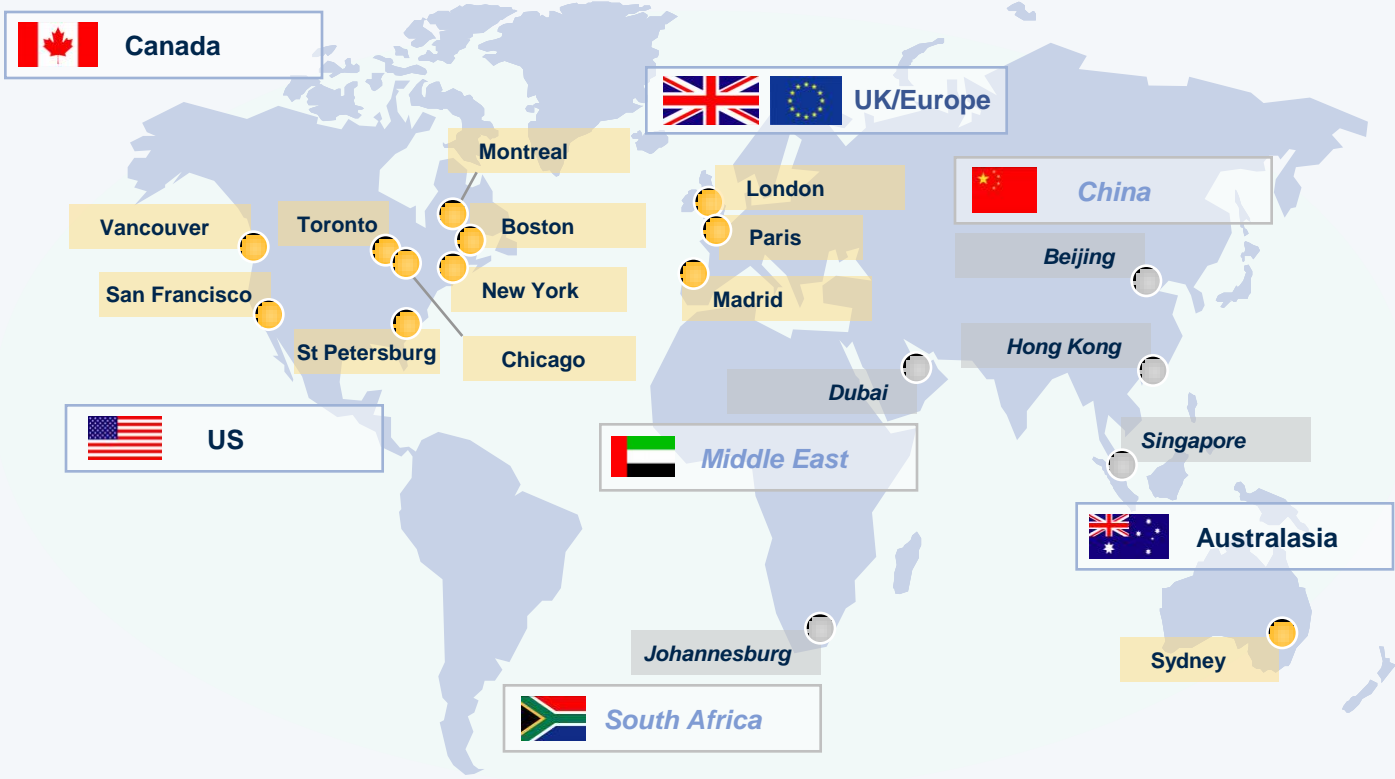 Canada
UK/Europe
Montreal
London
China
Vancouver
Toronto
Boston
Paris
Beijing
San Francisco
New York
Madrid
St Petersburg
Chicago
Hong Kong
Dubai
US
Middle East
Singapore
Australasia
Johannesburg
Sydney
South Africa